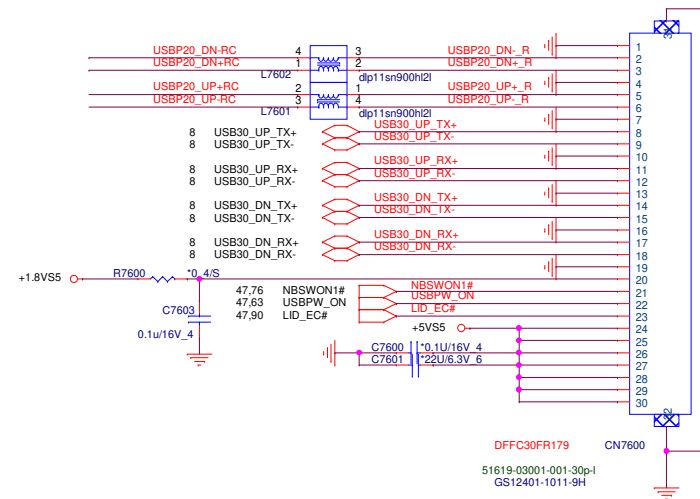 31
USBP20_DN-RC 4 3 USBP20_DN-_R 1
USBP20_DN+RC 1 2 USBP20_DN+_R 2
L7602 dlp11sn900hl2l 3
USBP20_UP+RC 2 1 USBP20_UP+_R 4
USBP20_UP-RC 3 4 USBP20_UP-_R 5
L7601 dlp11sn900hl2l 6
7
8 USB30_UP_TX+ USB30_UP_TX+ 8
8 USB30_UP_TX- USB30_UP_TX- 9
10
8 USB30_UP_RX+ USB30_UP_RX+ 11
8 USB30_UP_RX- USB30_UP_RX- 12
13
8 USB30_DN_TX+ USB30_DN_TX+ 14
8 USB30_DN_TX- USB30_DN_TX- 15
16
8 USB30_DN_RX+ USB30_DN_RX+ 17
8 USB30_DN_RX- USB30_DN_RX- 18
19
+1.8VS5 R7600 *0_4/S 20
47,76 NBSWON1# NBSWON1# 21
47,63 USBPW_ON USBPW_ON 22
C7603 47,90 LID_EC# LID_EC# 23
0.1u/16V_4 +5VS5 24
25
C7600 *0.1U/16V_4 26
C7601 *22U/6.3V_6 27
28
29
30
32
DFFC30FR179 CN7600
51619-03001-001-30p-l
GS12401-1011-9H